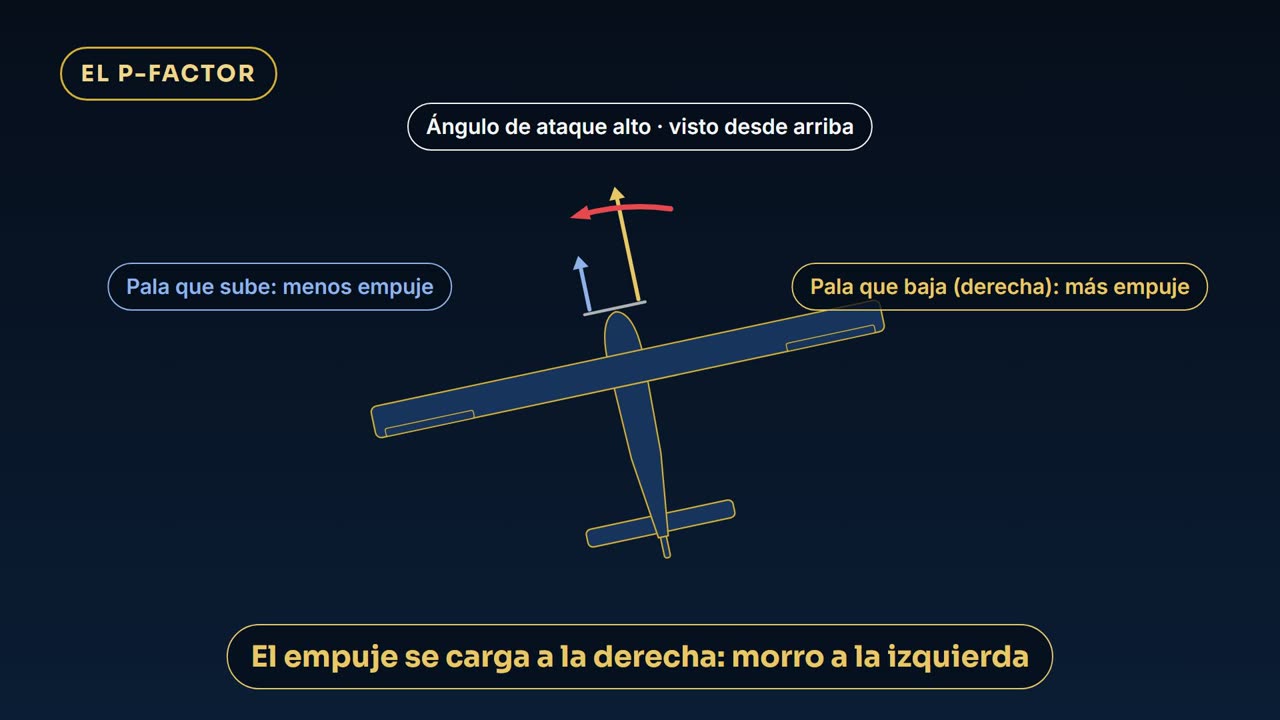 EL P-FACTOR
Ángulo de ataque alto · visto desde arriba
Pala que sube: menos empuje
Pala que baja (derecha): más empuje
El empuje se carga a la derecha: morro a la izquierda